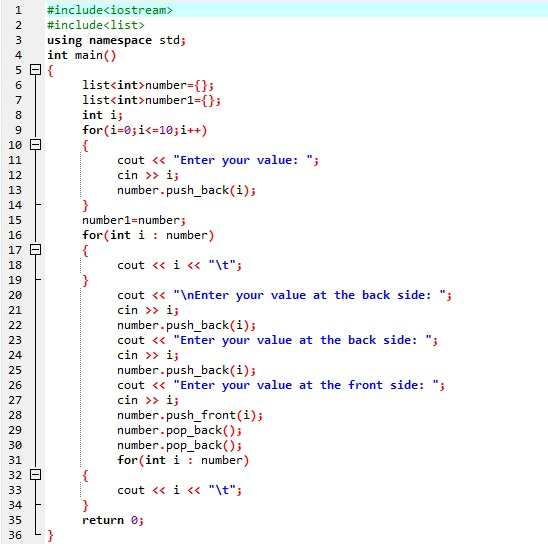 1 #include<iostream>
2 #include<list>
3 using namespace std;
4 int main()
5 {
6 list<int>number={};
7 list<int>number1={};
8 int i;
9 for(i=0;i<=10;i++)
10 {
11 cout << "Enter your value: ";
12 cin >> i;
13 number.push_back(i);
14 }
15 number1=number;
16 for(int i : number)
17 {
18 cout << i << "\t";
19 }
20 cout << "\nEnter your value at the back side: ";
21 cin >> i;
22 number.push_back(i);
23 cout << "Enter your value at the back side: ";
24 cin >> i;
25 number.push_back(i);
26 cout << "Enter your value at the front side: ";
27 cin >> i;
28 number.push_front(i);
29 number.pop_back();
30 number.pop_back();
31 for(int i : number)
32 {
33 cout << i << "\t";
34 }
35 return 0;
36 }